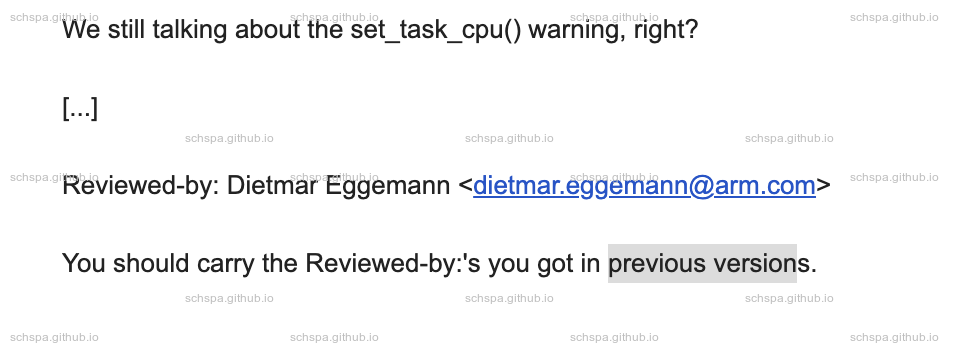 schspa.github.io schspa.github.io schspa.github.io schspa.github.io
We still talking about the set_task_cpu() warning, right?
[...]
schspa.github.io schspa.github.io schspa.github.io
schspa.github.io schspa.github.io schspa.github.io schspa.github.io
Reviewed-by: Dietmar Eggemann <dietmar.eggemann@arm.com>
You should carry the Reviewed-by:'s you got in previous versions.
schspa.github.io schspa.github.io schspa.github.io
schspa.github.io schspa.github.io schspa.github.io schspa.github.io